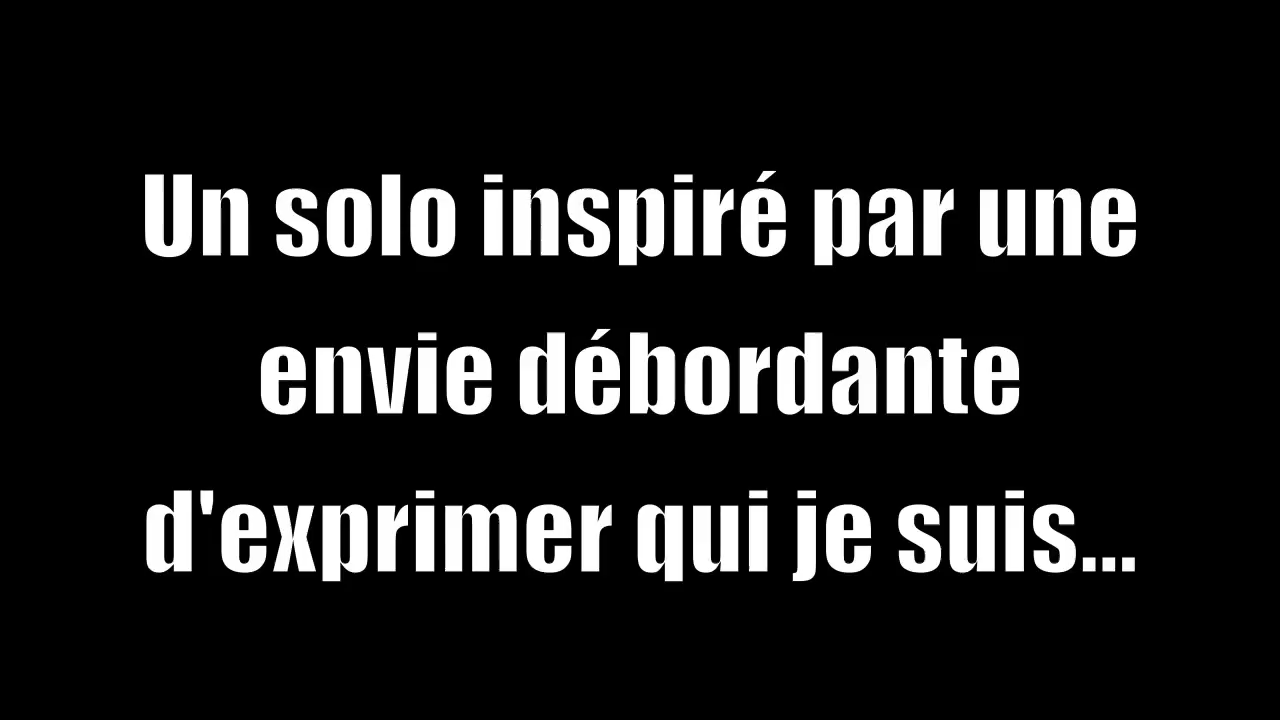 Un solo inspiré par une
envie débordante
d'exprimer qui je suis...